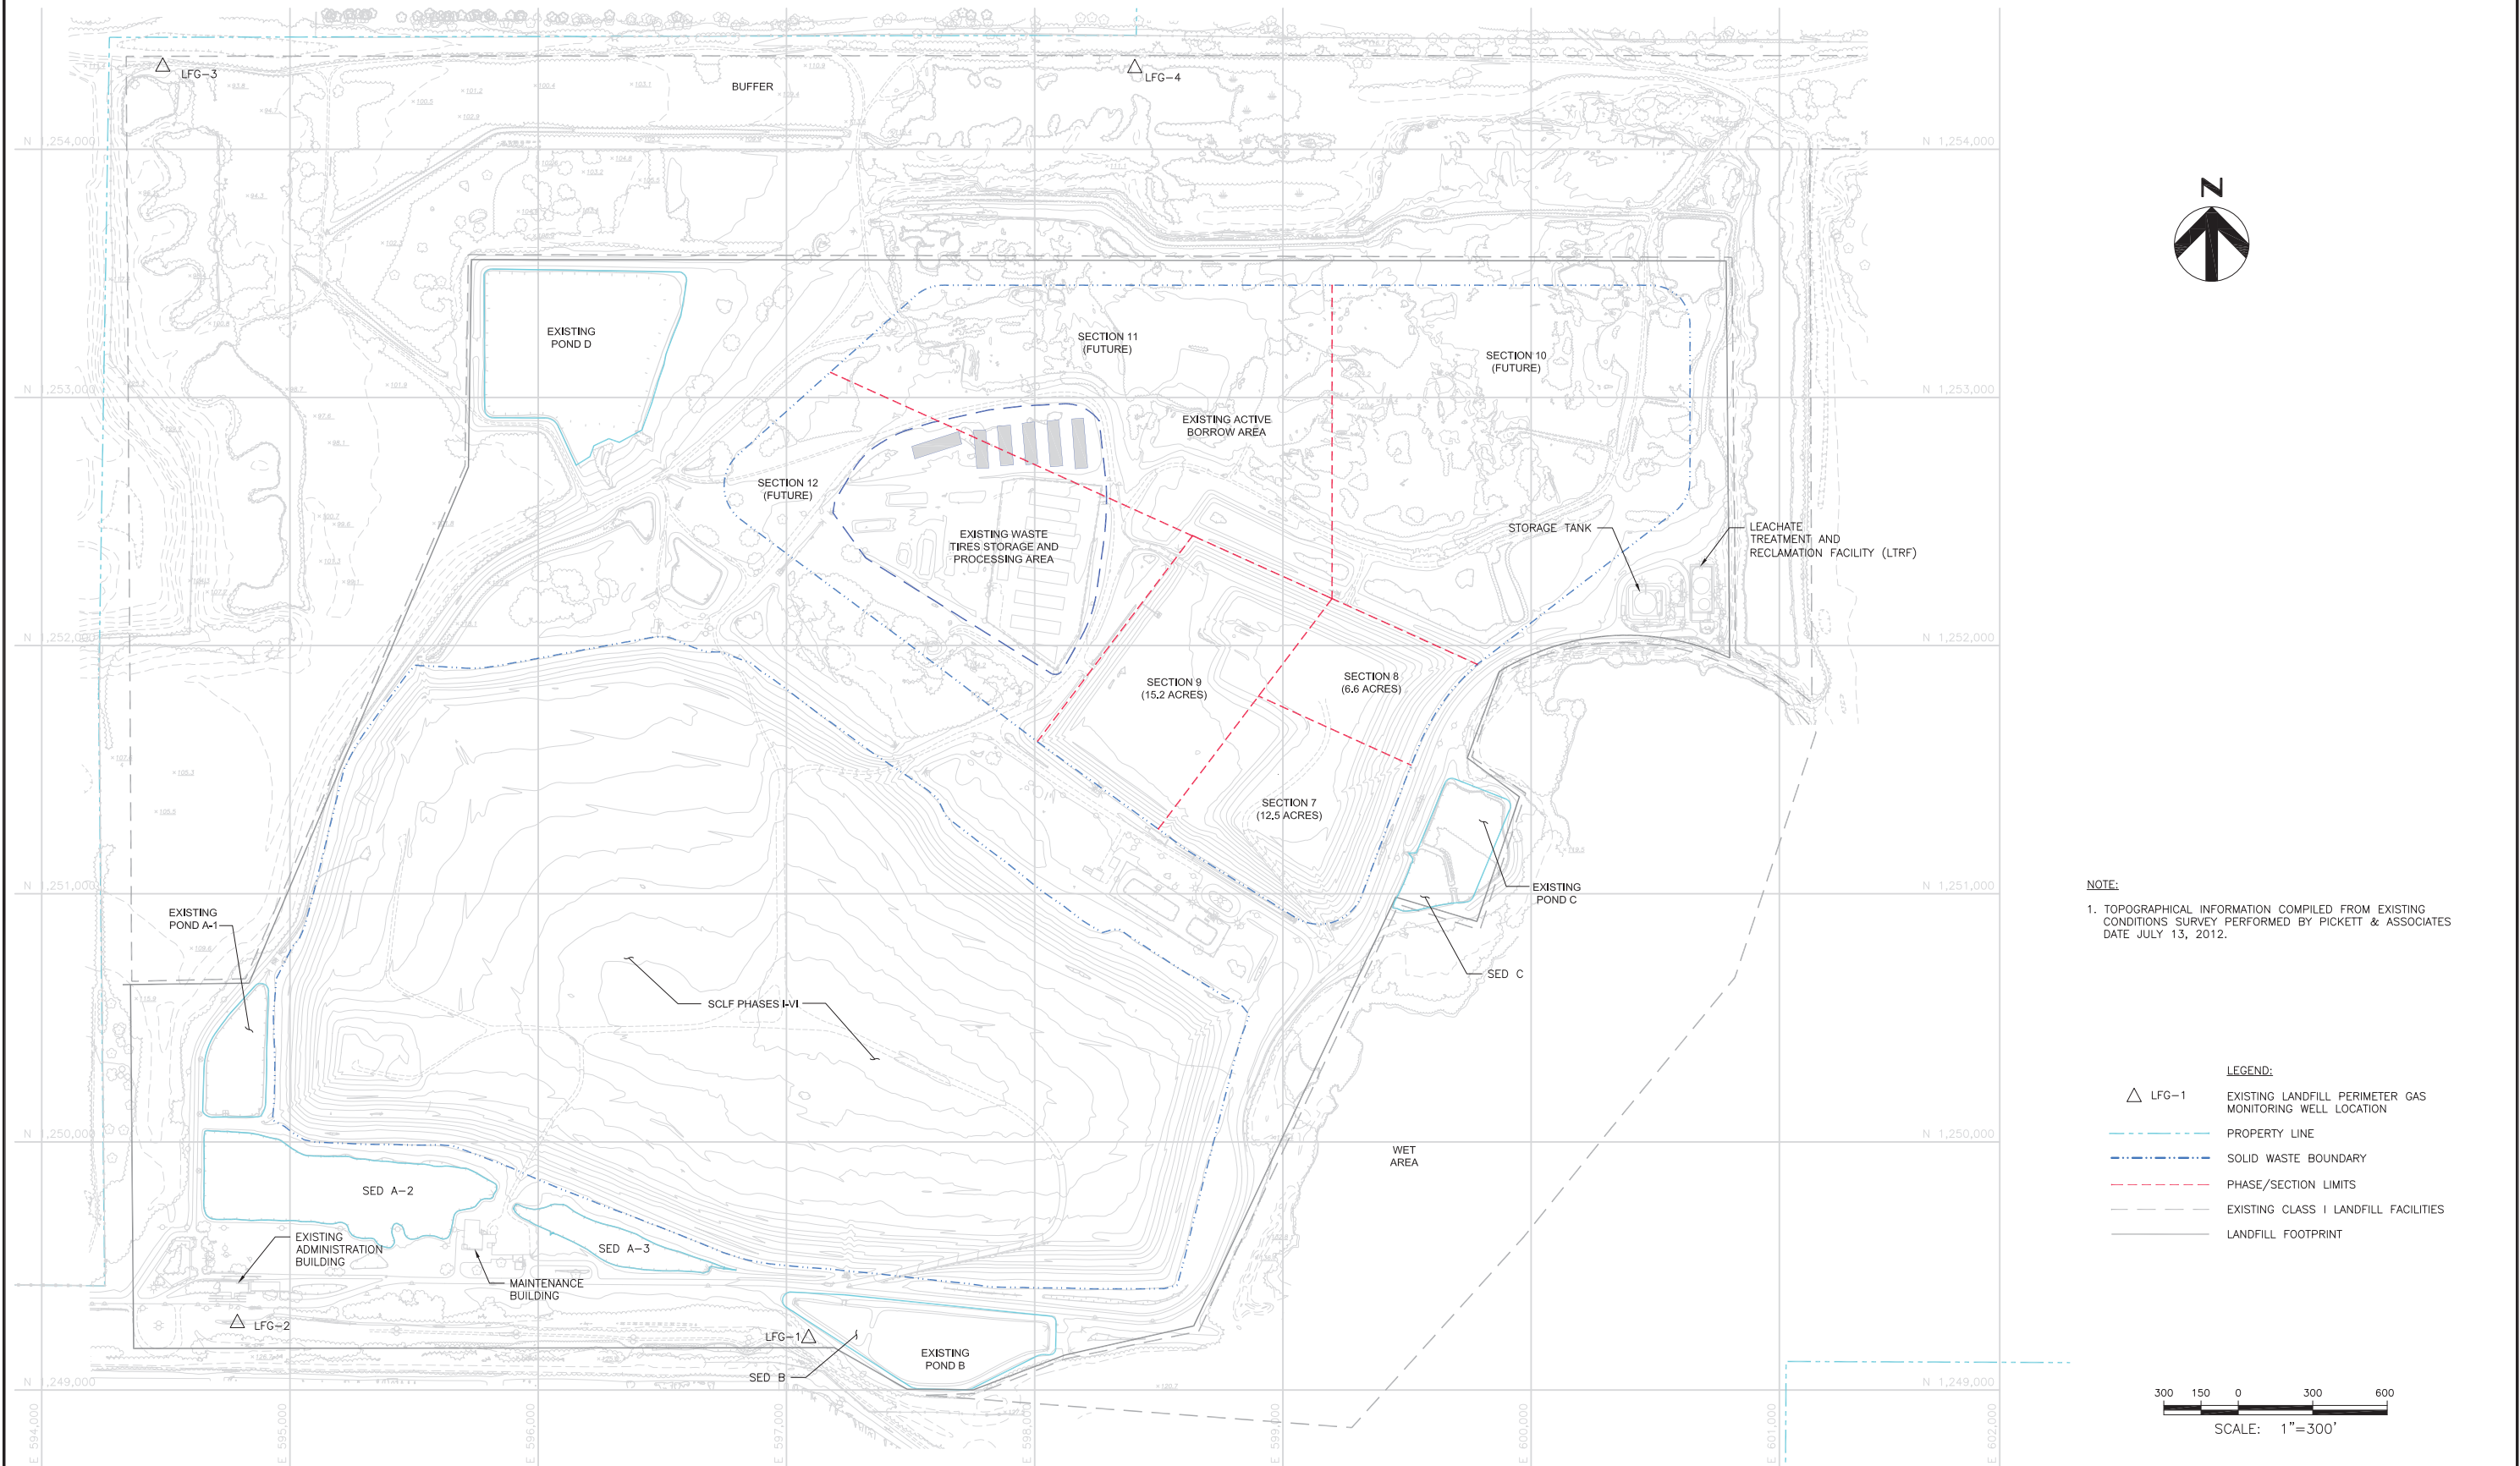 LFG-3
BUFFER
LFG-4
N 1,254,000
N 1,254,000
N
EXISTING
POND D
SECTION 11
(FUTURE)
SECTION 10
(FUTURE)
N 1,253,000
N 1,253,000
EXISTING ACTIVE
BORROW AREA
SECTION 12
(FUTURE)
EXISTING WASTE
TIRES STORAGE AND
PROCESSING AREA
STORAGE TANK
LEACHATE
TREATMENT AND
RECLAMATION FACILITY (LTRF)
N 1,252,000
N 1,252,000
SECTION 9
(15.2 ACRES)
SECTION 8
(6.6 ACRES)
SECTION 7
(12.5 ACRES)
N 1,251,000
N 1,251,000
EXISTING
POND C
EXISTING
POND A-1
SED C
SCLF PHASES I-VI
NOTE:
1. TOPOGRAPHICAL INFORMATION COMPILED FROM EXISTING
CONDITIONS SURVEY PERFORMED BY PICKETT & ASSOCIATES
DATE JULY 13, 2012.
N 1,250,000
N 1,250,000
WET
AREA
SED A-2
EXISTING
ADMINISTRATION
BUILDING
SED A-3
MAINTENANCE
BUILDING
LFG-2
LFG-1
SED B
EXISTING
POND B
N 1,249,000
N 1,249,000
E 594,000
E 595,000
E 596,000
E 597,000
E 598,000
E 599,000
E 600,000
E 601,000
E 602,000
LEGEND:
LFG-1
EXISTING LANDFILL PERIMETER GAS
MONITORING WELL LOCATION
PROPERTY LINE
SOLID WASTE BOUNDARY
PHASE/SECTION LIMITS
EXISTING CLASS I LANDFILL FACILITIES
LANDFILL FOOTPRINT
300 150 0 300 600
SCALE: 1"=300'